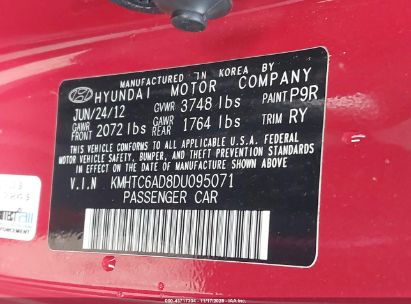 MANUFACTURED IN KOREA BY
HYUNDAI MOTOR COMPANY
JUN/24/12 GVWR 3748 lbs PAINT P9R
GAWR FRONT 2072 lbs GAWR REAR 1764 lbs TRIM RY
THIS VEHICLE CONFORMS TO ALL APPLICABLE U.S.A. FEDERAL
MOTOR VEHICLE SAFETY, BUMPER, AND THEFT PREVENTION
STANDARDS IN EFFECT ON THE DATE OF MANUFACTURE SHOWN ABOVE.
V.I.N KMHTC6AD8DU095071
PASSENGER CAR